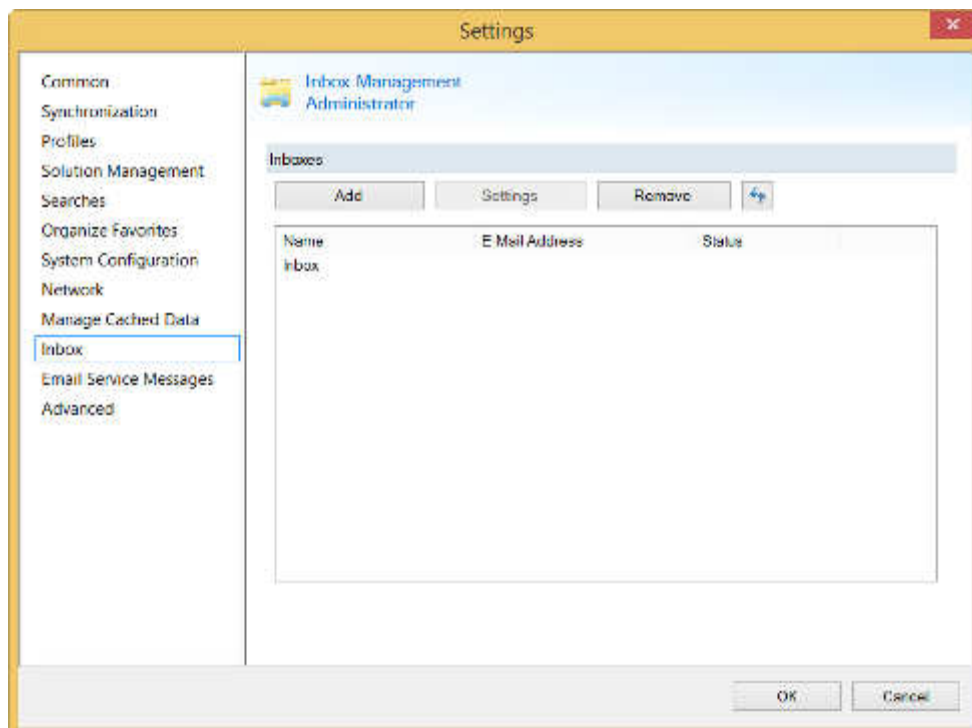 Settings
Common
Synchronization
Profiles
Solution Management
Searches
Organize Favorites
System Configuration
Network
Manage Cached Data
Inbox
Email Service Messages
Advanced
Inbox Management
Administrator
Inboxes
Add Settings Remove
Name E Mail Address Status
Inbox
OK Cancel